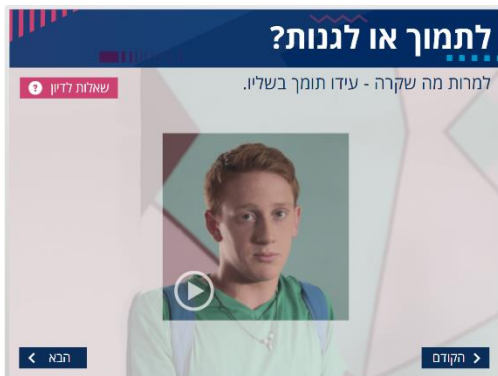 לתמוך או לגנות?
למרות מה שקרה - עידו תומך בשליו.
שאלות לדיון ?
הקודם
הבא